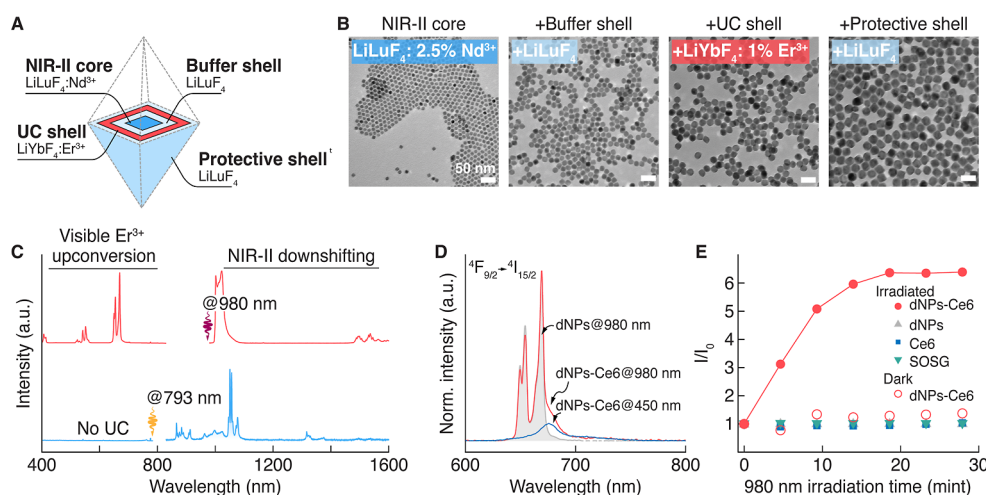 A
NIR-II core
LiLuF₄:Nd³⁺
Buffer shell
LiLuF₄
UC shell
LiYbF₄:Er³⁺
Protective shell t
LiLuF₄
B
NIR-II core
+Buffer shell
+UC shell
+Protective shell
LiLuF₄: 2.5% Nd³⁺
+LiLuF₄
+LiYbF₄: 1% Er³⁺
+LiLuF₄
50 nm
C
Visible Er³⁺
upconversion
NIR-II downshifting
@980 nm
@793 nm
No UC
Intensity (a.u.)
400
800
1000
1200
1600
Wavelength (nm)
D
⁴F₉/₂→⁴I₁₅/₂
dNPs@980 nm
dNPs-Ce6@980 nm
dNPs-Ce6@450 nm
Norm. intensity (a.u.)
600
700
800
Wavelength (nm)
E
Irradiated
dNPs-Ce6
dNPs
Ce6
SOSG
Dark
dNPs-Ce6
I/I₀
6
5
4
3
2
1
0
10
20
30
980 nm irradiation time (mint)